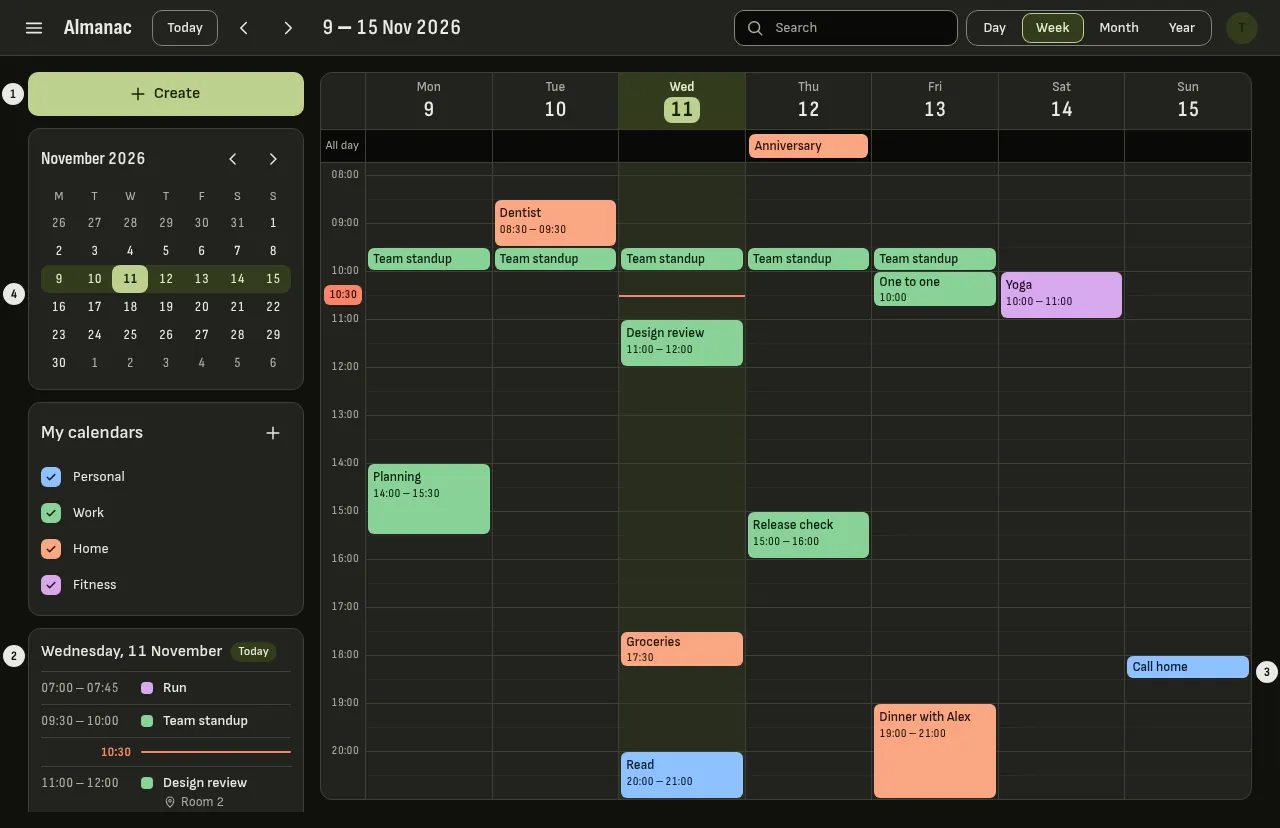 Almanac
Today
9 — 15 Nov 2026
Search
Day
Week
Month
Year
T
1
Create
November 2026
M T W T F S S
26 27 28 29 30 31 1
2 3 4 5 6 7 8
9 10 11 12 13 14 15
16 17 18 19 20 21 22
23 24 25 26 27 28 29
30 1 2 3 4 5 6
4
My calendars
Personal
Work
Home
Fitness
2
Wednesday, 11 November
Today
07:00 – 07:45 Run
09:30 – 10:00 Team standup
10:30
11:00 – 12:00 Design review
Room 2
Mon 9
Tue 10
Wed 11
Thu 12
Fri 13
Sat 14
Sun 15
All day
Anniversary
08:00
09:00
10:00
10:30
11:00
12:00
13:00
14:00
15:00
16:00
17:00
18:00
19:00
20:00
Team standup
Planning
14:00 – 15:30
Dentist
08:30 – 09:30
Team standup
Team standup
Design review
11:00 – 12:00
Groceries
17:30
Read
20:00 – 21:00
Team standup
Release check
15:00 – 16:00
Team standup
One to one
10:00
Dinner with Alex
19:00 – 21:00
Yoga
10:00 – 11:00
Call home
3